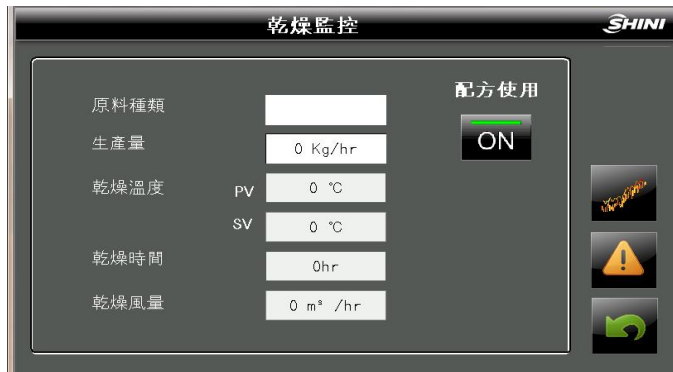 乾燥監控
SHINI
配方使用
ON
原料種類
生產量 0 Kg/hr
乾燥溫度 PV 0 ℃
SV 0 ℃
乾燥時間 0hr
乾燥風量 0 m³ /hr